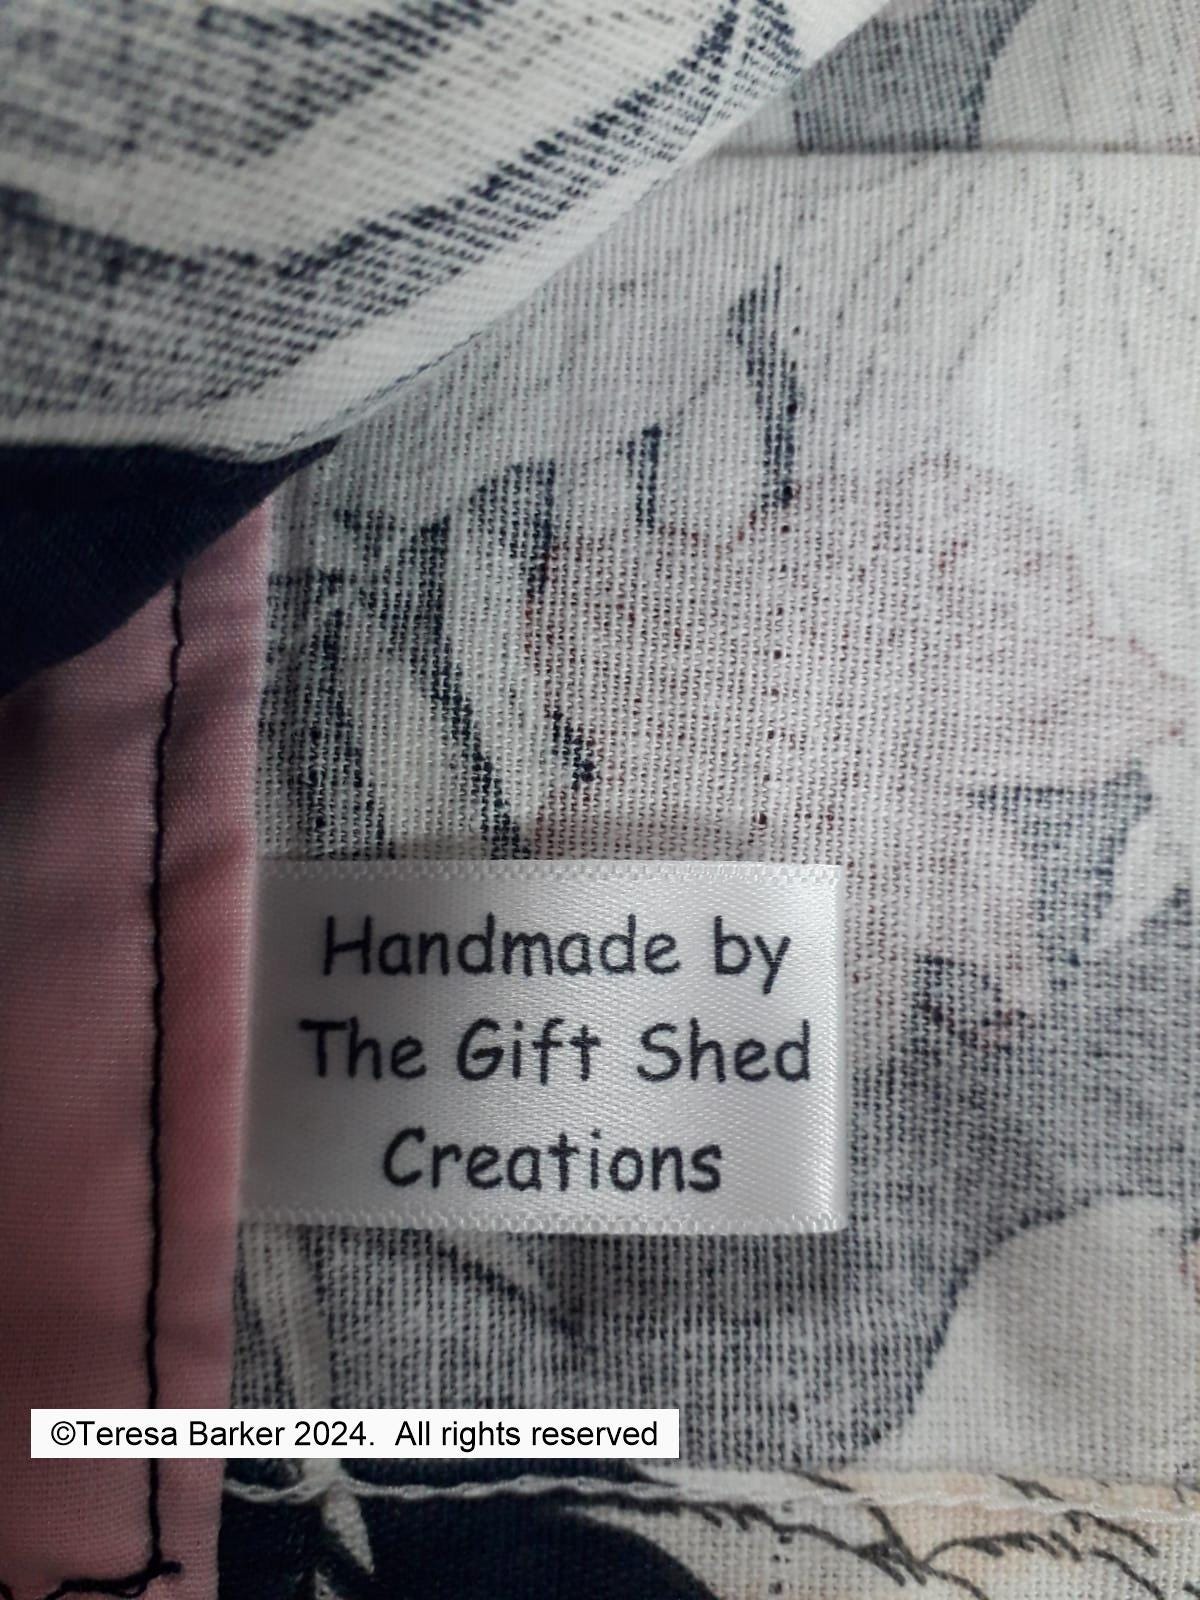 Handmade by
The Gift Shed
Creations
©Teresa Barker 2024.  All rights reserved